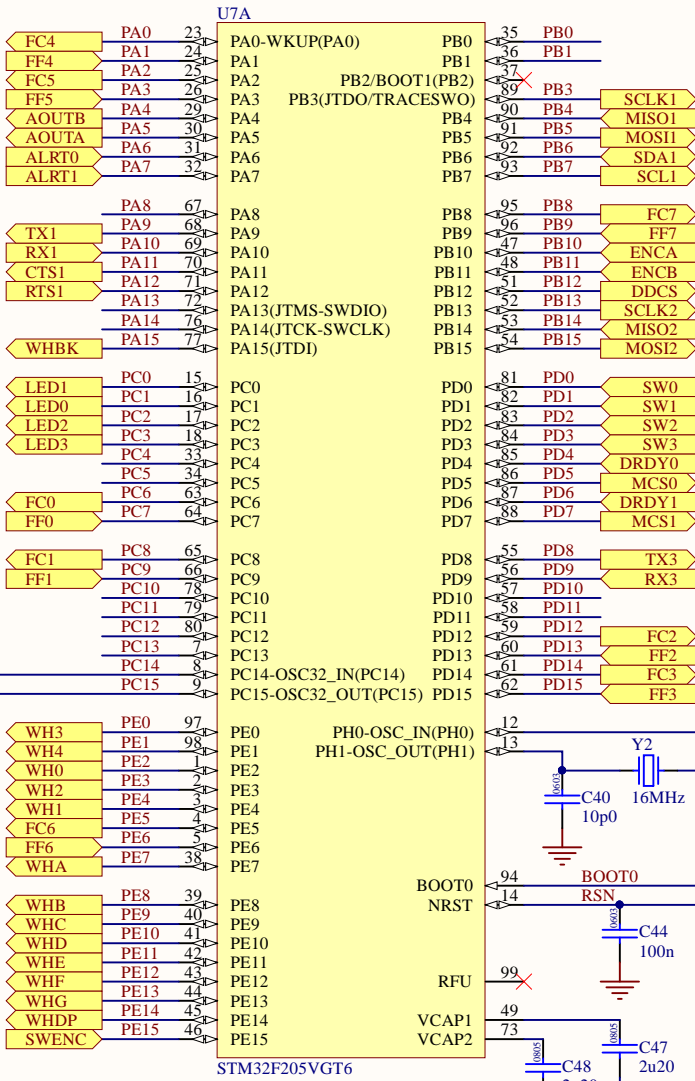 U7A
FC4 PA0 23 PA0-WKUP(PA0) PB0 35 PB0
FF4 PA1 24 PA1 PB1 36 PB1
FC5 PA2 25 PA2 PB2/BOOT1(PB2) 37
FF5 PA3 26 PA3 PB3(JTDO/TRACESWO) 89 PB3 SCLK1
AOUTB PA4 29 PA4 PB4 90 PB4 MISO1
AOUTA PA5 30 PA5 PB5 91 PB5 MOSI1
ALRT0 PA6 31 PA6 PB6 92 PB6 SDA1
ALRT1 PA7 32 PA7 PB7 93 PB7 SCL1
PA8 67 PA8 PB8 95 PB8 FC7
TX1 PA9 68 PA9 PB9 96 PB9 FF7
RX1 PA10 69 PA10 PB10 47 PB10 ENCA
CTS1 PA11 70 PA11 PB11 48 PB11 ENCB
RTS1 PA12 71 PA12 PB12 51 PB12 DDCS
PA13 72 PA13(JTMS-SWDIO) PB13 52 PB13 SCLK2
PA14 76 PA14(JTCK-SWCLK) PB14 53 PB14 MISO2
WHBK PA15 77 PA15(JTDI) PB15 54 PB15 MOSI2
LED1 PC0 15 PC0 PD0 81 PD0 SW0
LED0 PC1 16 PC1 PD1 82 PD1 SW1
LED2 PC2 17 PC2 PD2 83 PD2 SW2
LED3 PC3 18 PC3 PD3 84 PD3 SW3
PC4 33 PC4 PD4 85 PD4 DRDY0
PC5 34 PC5 PD5 86 PD5 MCS0
FC0 PC6 63 PC6 PD6 87 PD6 DRDY1
FF0 PC7 64 PC7 PD7 88 PD7 MCS1
FC1 PC8 65 PC8 PD8 55 PD8 TX3
FF1 PC9 66 PC9 PD9 56 PD9 RX3
PC10 78 PC10 PD10 57 PD10
PC11 79 PC11 PD11 58 PD11
PC12 80 PC12 PD12 59 PD12 FC2
PC13 7 PC13 PD13 60 PD13 FF2
PC14 8 PC14-OSC32_IN(PC14) PD14 61 PD14 FC3
PC15 9 PC15-OSC32_OUT(PC15) PD15 62 PD15 FF3
WH3 PE0 97 PE0 PH0-OSC_IN(PH0) 12
WH4 PE1 98 PE1 PH1-OSC_OUT(PH1) 13 Y2
WH0 PE2 1 PE2
WH2 PE3 2 PE3 0603 C40 16MHz
WH1 PE4 3 PE4 10p0
FC6 PE5 4 PE5
FF6 PE6 5 PE6
WHA PE7 38 PE7
BOOT0 94 BOOT0
WHB PE8 39 PE8 NRST 14 RSN
WHC PE9 40 PE9 0603 C44
WHD PE10 41 PE10 100n
WHE PE11 42 PE11
WHF PE12 43 PE12 RFU 99
WHG PE13 44 PE13
WHDP PE14 45 PE14 VCAP1 49
SWENC PE15 46 PE15 VCAP2 73 0805 C47
STM32F205VGT6 0805 C48 2u20